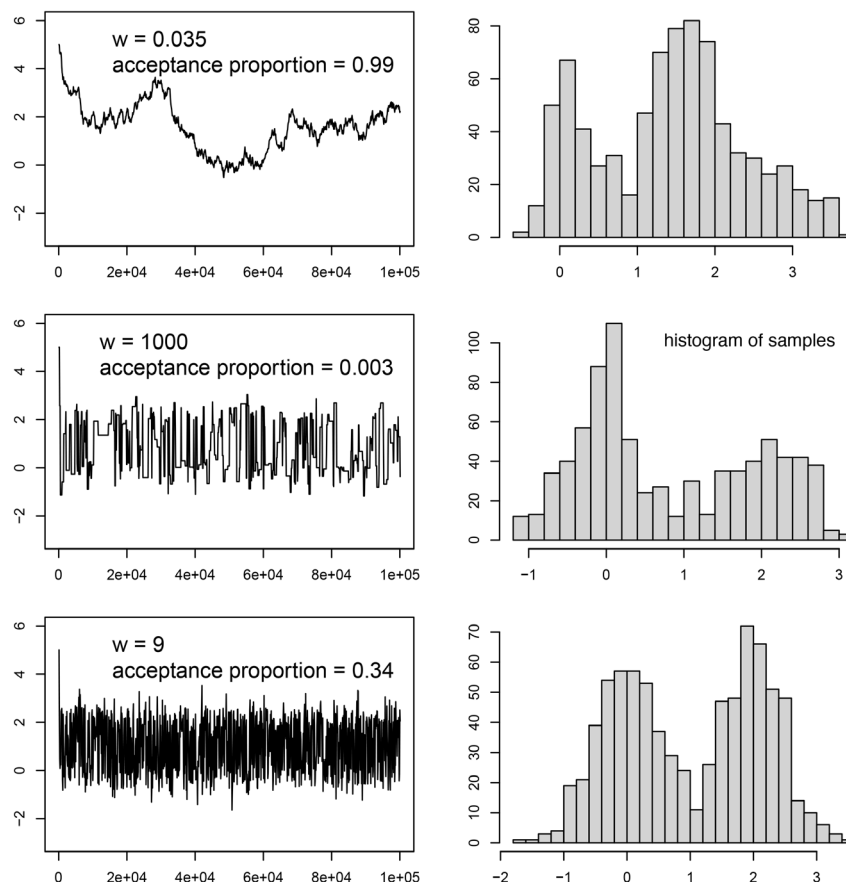 w = 0.035
acceptance proportion = 0.99
6
4
2
0
−2
0 2e+04 4e+04 6e+04 8e+04 1e+05
80
60
40
20
0
0 1 2 3
w = 1000
acceptance proportion = 0.003
6
4
2
0
−2
0 2e+04 4e+04 6e+04 8e+04 1e+05
histogram of samples
100
80
60
40
20
0
−1 0 1 2 3
w = 9
acceptance proportion = 0.34
6
4
2
0
−2
0 2e+04 4e+04 6e+04 8e+04 1e+05
70
60
50
40
30
20
10
0
−2 −1 0 1 2 3